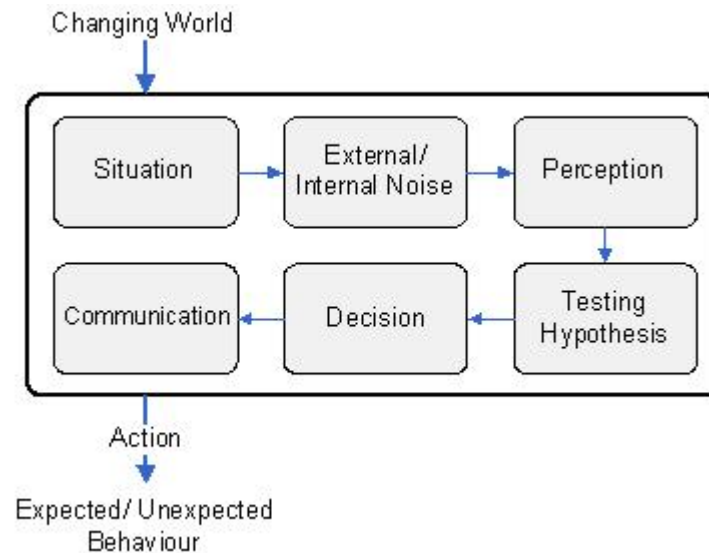 Changing World
Situation
External/
Internal Noise
Perception
Communication
Decision
Testing
Hypothesis
Action
Expected/ Unexpected
Behaviour